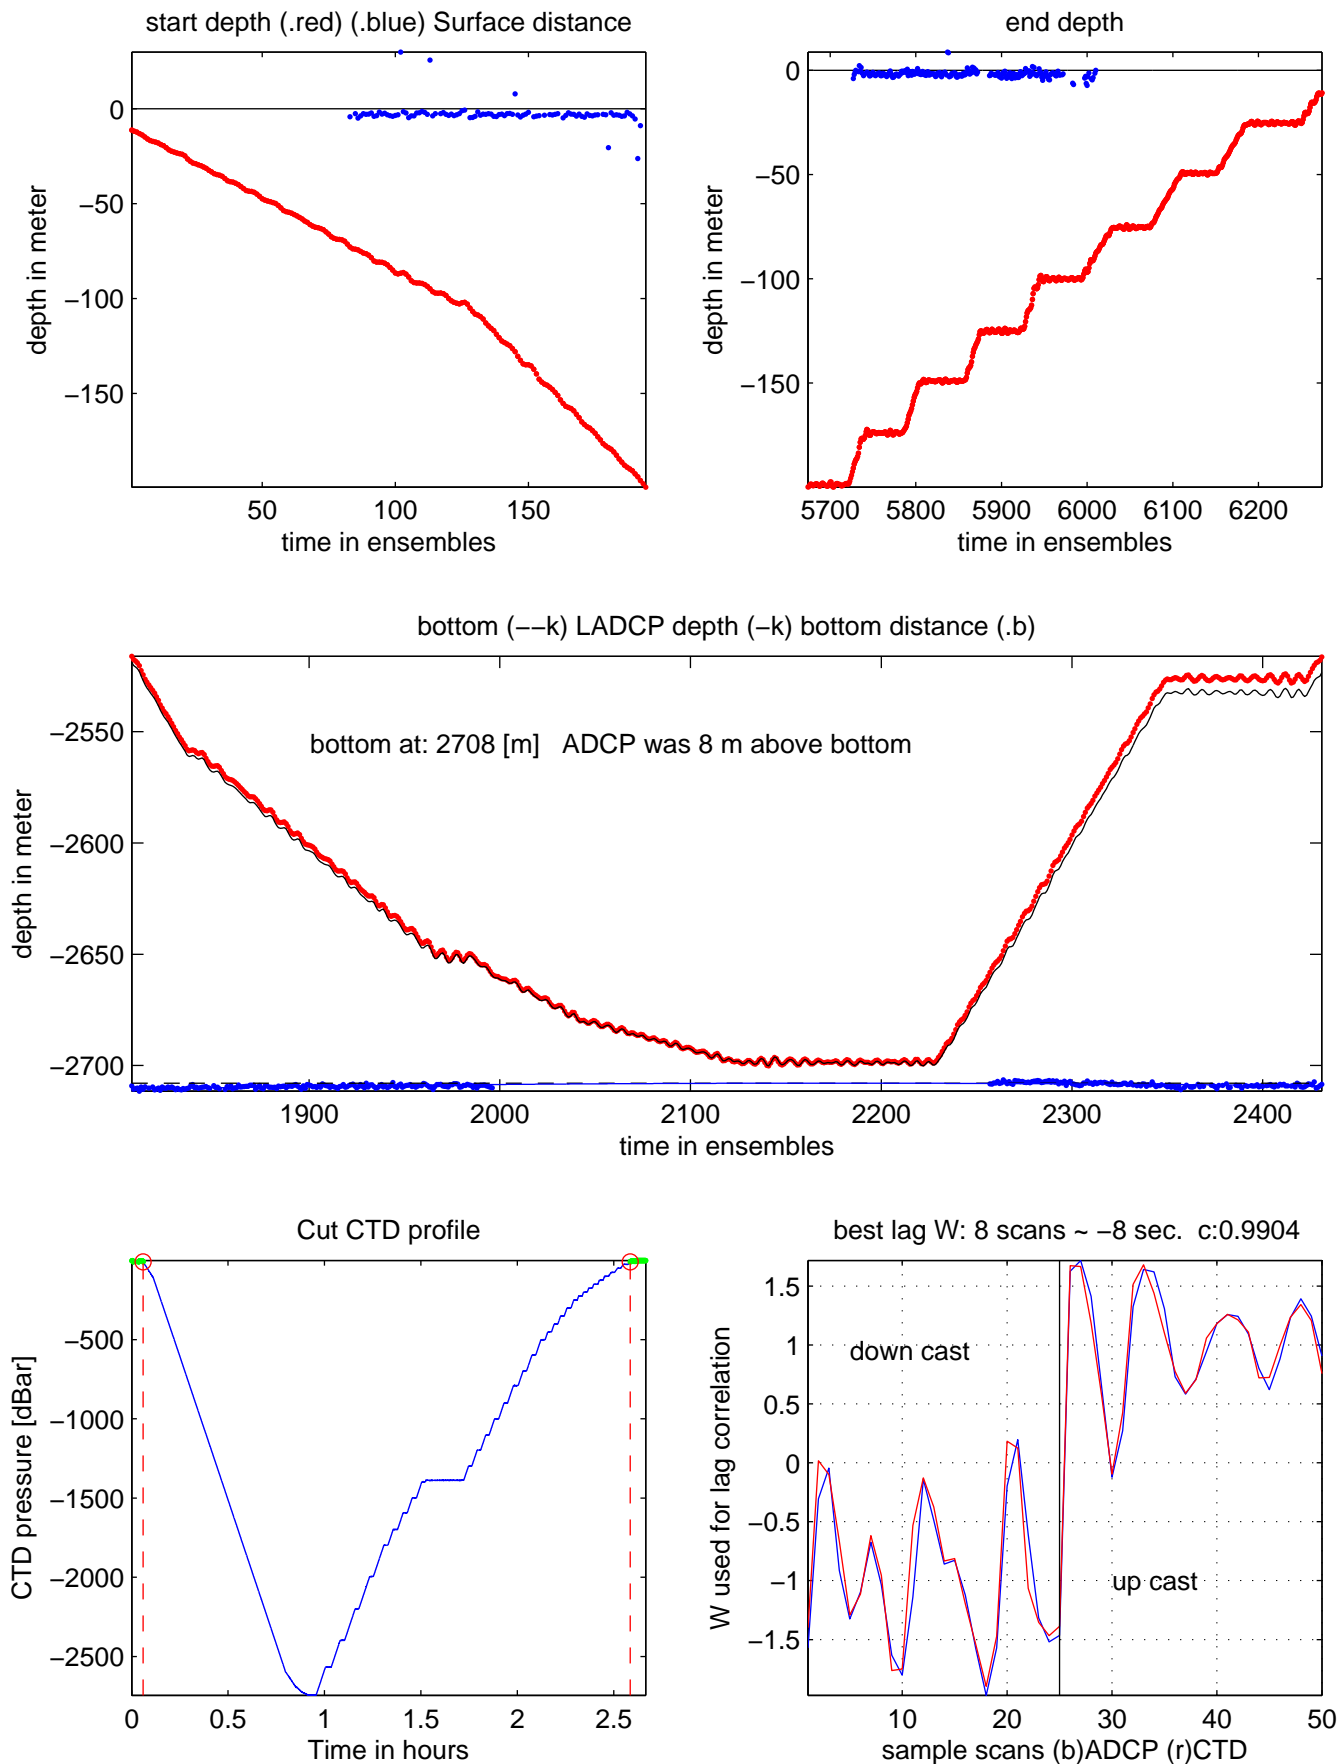 start depth (.red) (.blue) Surface distance
0
−50
−100
−150
depth in meter
50
100
150
time in ensembles
end depth
0
−50
−100
−150
depth in meter
5700
5800
5900
6000
6100
6200
time in ensembles
bottom (−−k) LADCP depth (−k) bottom distance (.b)
bottom at: 2708 [m]   ADCP was 8 m above bottom
−2550
−2600
−2650
−2700
depth in meter
1900
2000
2100
2200
2300
2400
time in ensembles
Cut CTD profile
−500
−1000
−1500
−2000
−2500
CTD pressure [dBar]
0
0.5
1
1.5
2
2.5
Time in hours
best lag W: 8 scans ~ −8 sec.  c:0.9904
1.5
1
0.5
0
−0.5
−1
−1.5
W used for lag correlation
down cast
up cast
10
20
30
40
50
sample scans (b)ADCP (r)CTD